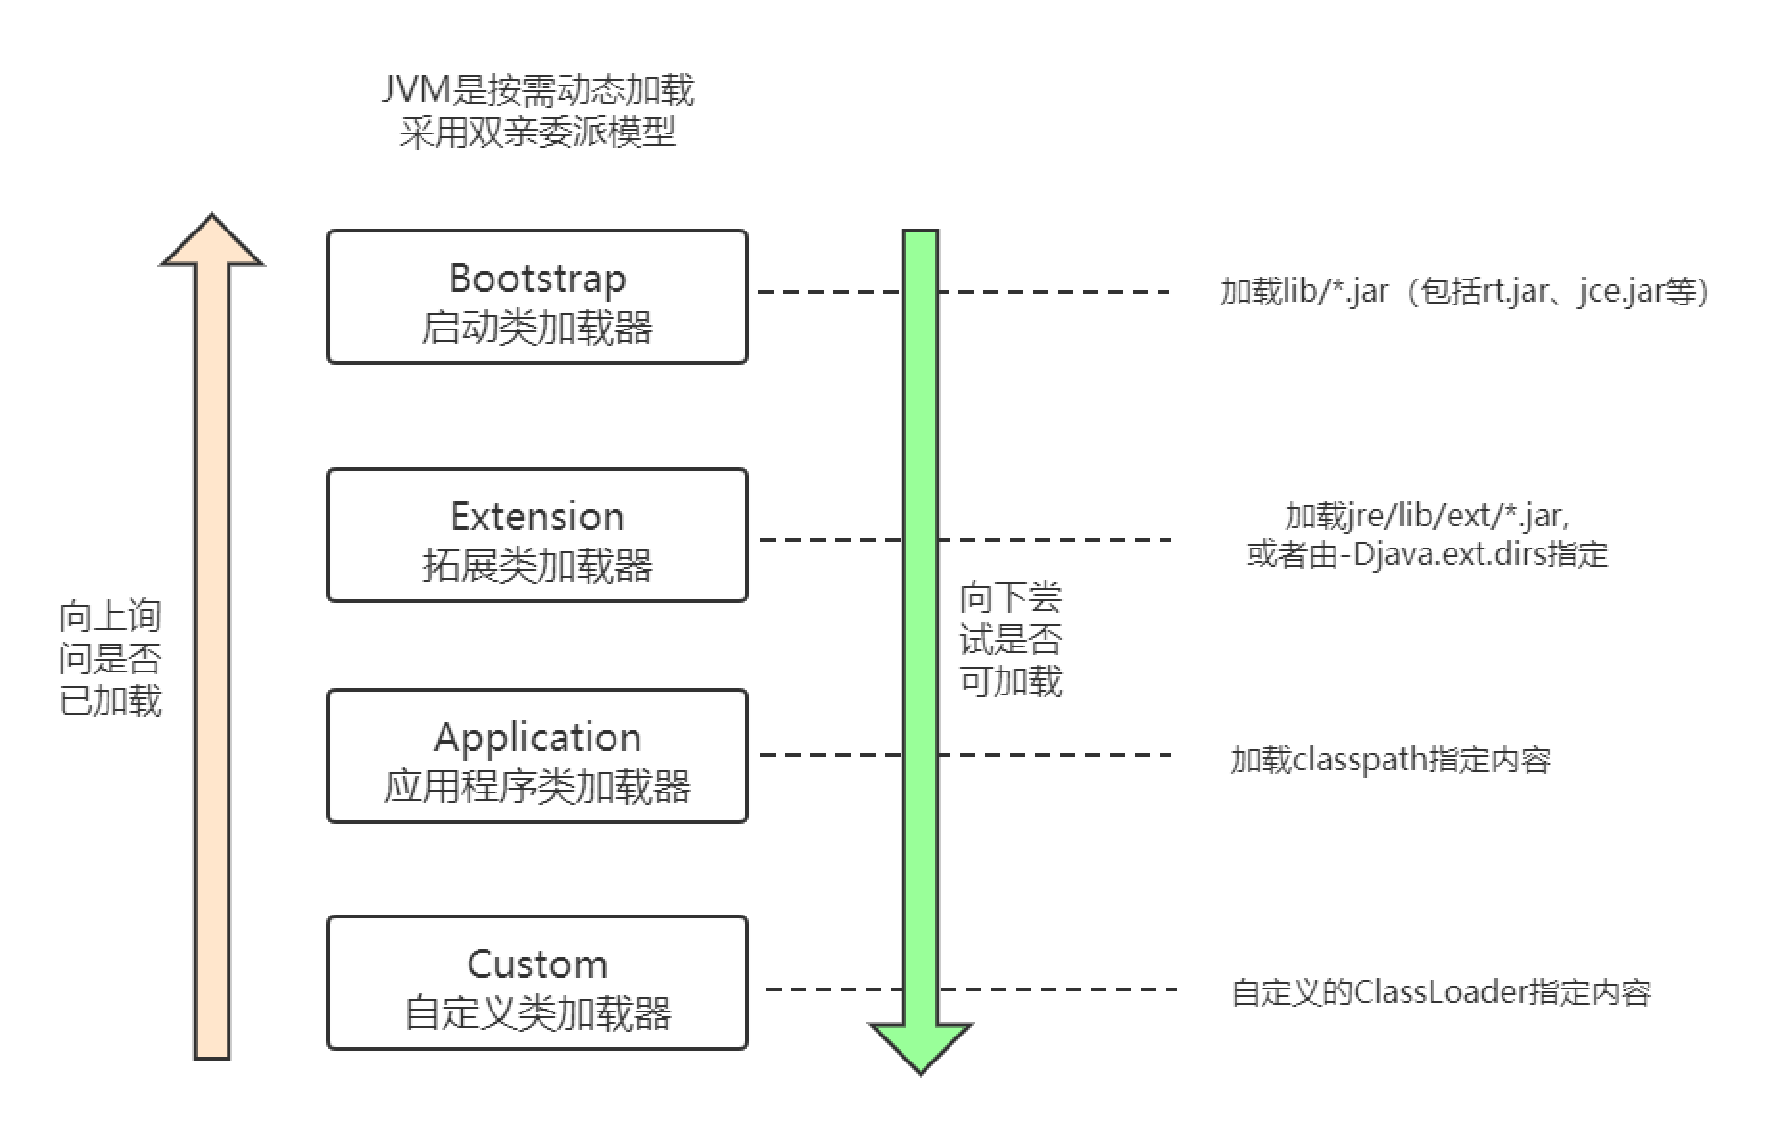 JVM是按需动态加载
采用双亲委派模型
Bootstrap
启动类加载器
加载lib/*.jar（包括rt.jar、jce.jar等）
Extension
拓展类加载器
加载jre/lib/ext/*.jar,
或者由-Djava.ext.dirs指定
向上询
问是否
已加载
向下尝
试是否
可加载
Application
应用程序类加载器
加载classpath指定内容
Custom
自定义类加载器
自定义的ClassLoader指定内容